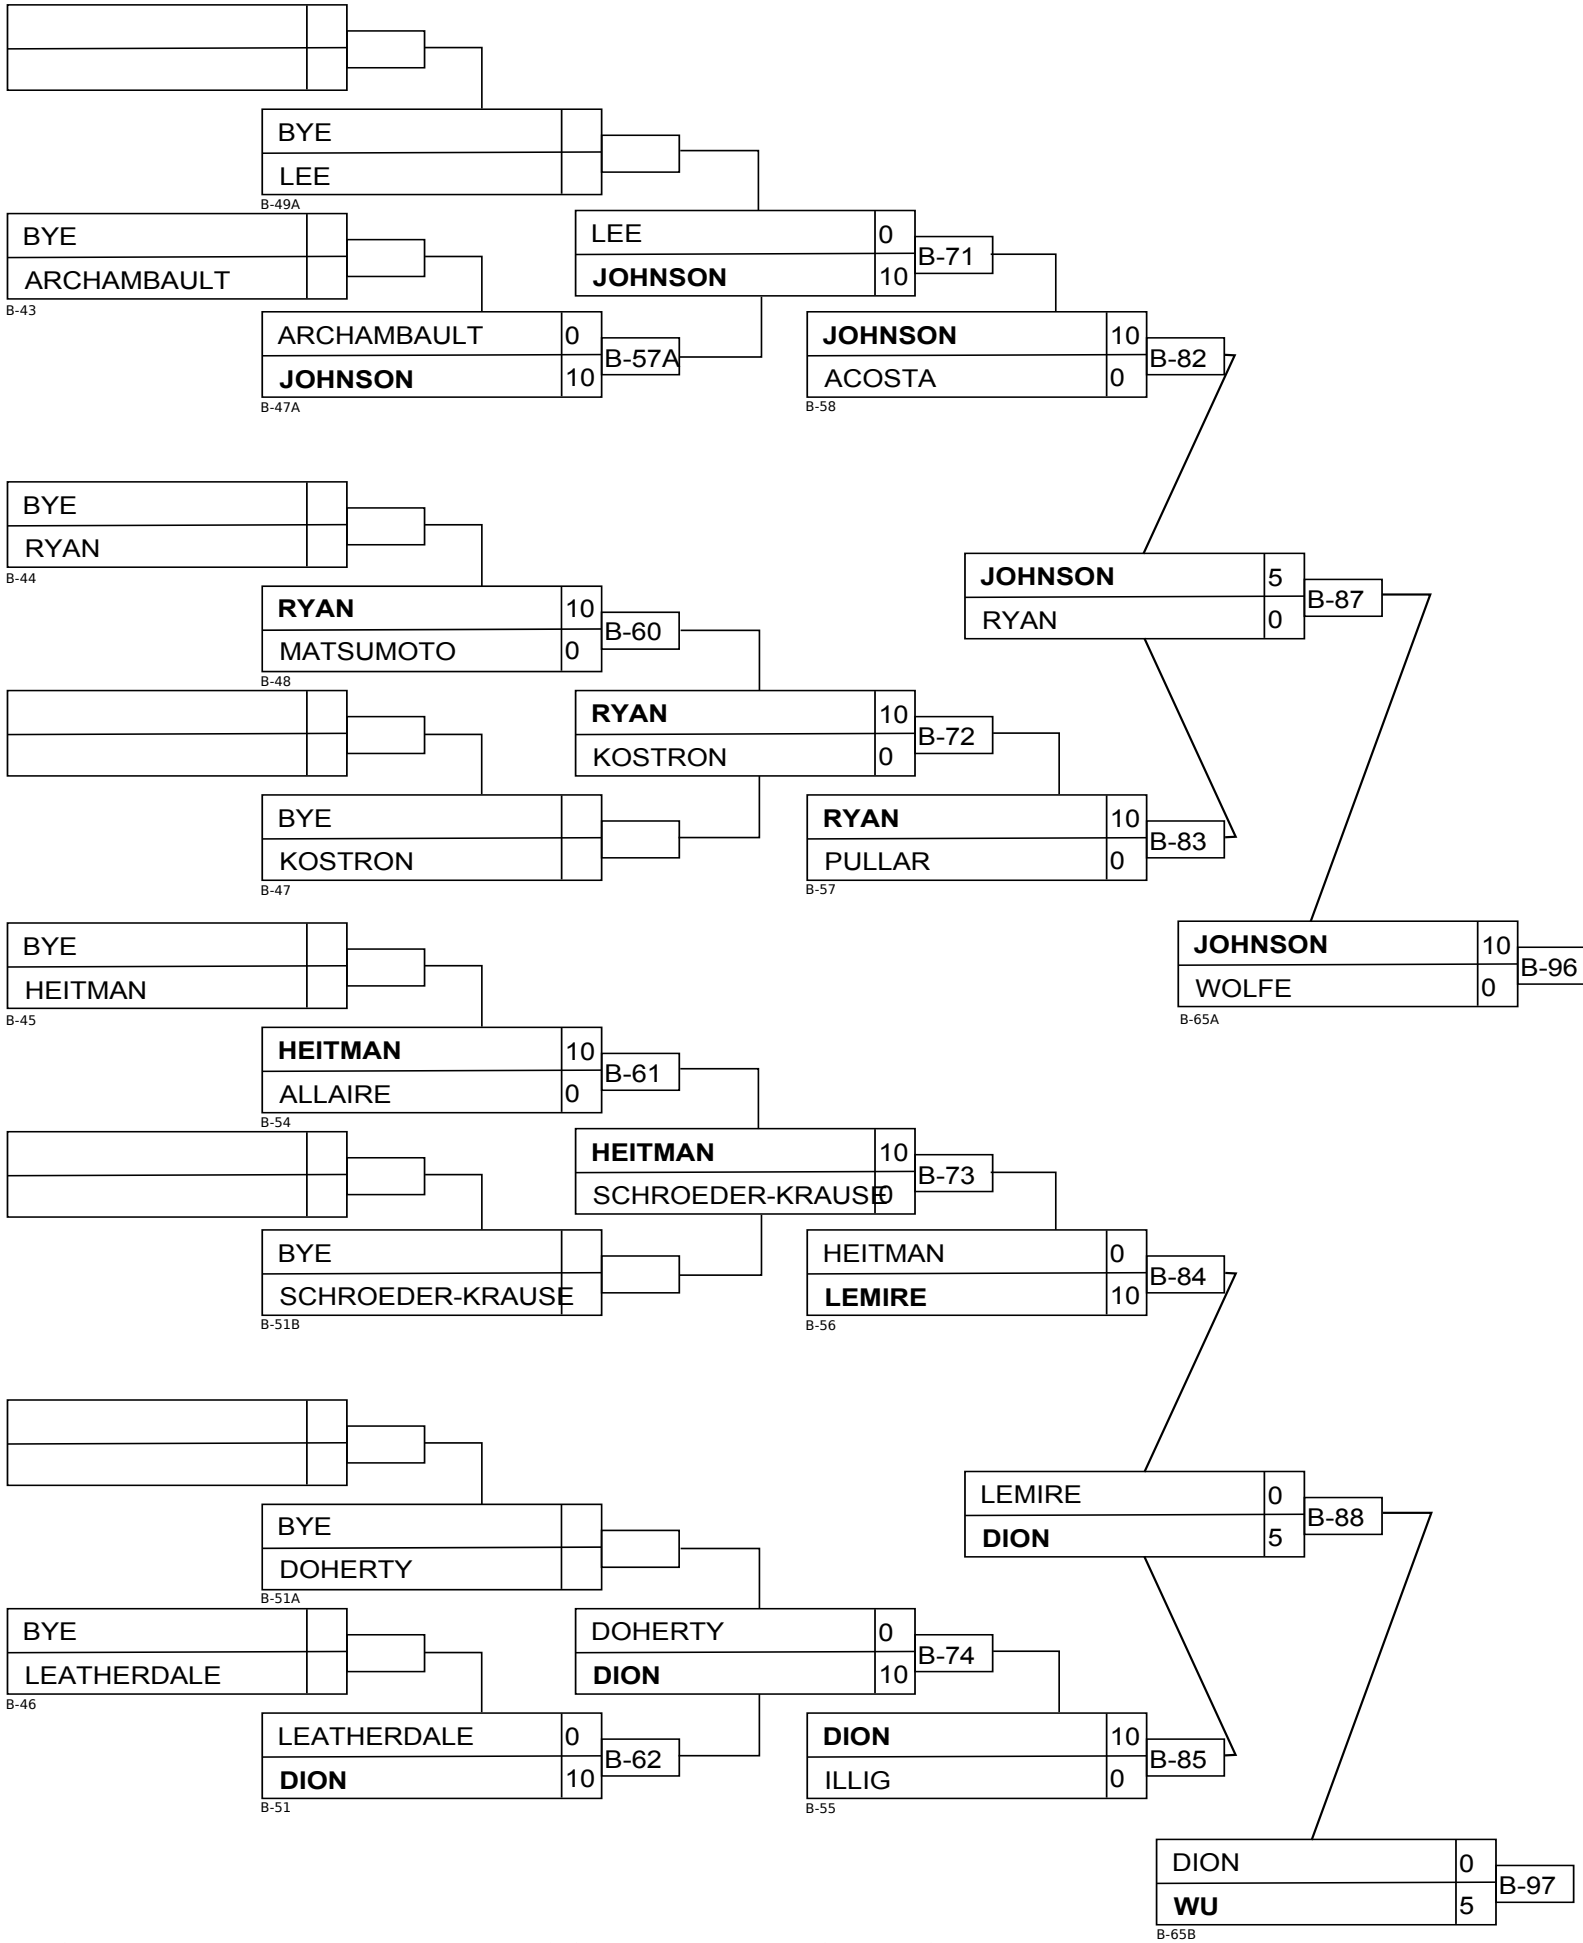 BYE
LEE
B-49A
BYE
ARCHAMBAULT
B-43
LEE 0
JOHNSON 10
B-71
ARCHAMBAULT 0
JOHNSON 10
B-57A
B-47A
JOHNSON 10
ACOSTA 0
B-82
B-58
BYE
RYAN
B-44
JOHNSON 5
RYAN 0
B-87
RYAN 10
MATSUMOTO 0
B-60
B-48
RYAN 10
KOSTRON 0
B-72
BYE
KOSTRON
B-47
RYAN 10
PULLAR 0
B-83
B-57
BYE
HEITMAN
B-45
JOHNSON 10
WOLFE 0
B-96
B-65A
HEITMAN 10
ALLAIRE 0
B-61
B-54
HEITMAN 10
SCHROEDER-KRAUSE 0
B-73
BYE
SCHROEDER-KRAUSE
B-51B
HEITMAN 0
LEMIRE 10
B-84
B-56
LEMIRE 0
DION 5
B-88
BYE
DOHERTY
B-51A
BYE
LEATHERDALE
B-46
DOHERTY 0
DION 10
B-74
LEATHERDALE 0
DION 10
B-62
B-51
DION 10
ILLIG 0
B-85
B-55
DION 0
WU 5
B-97
B-65B